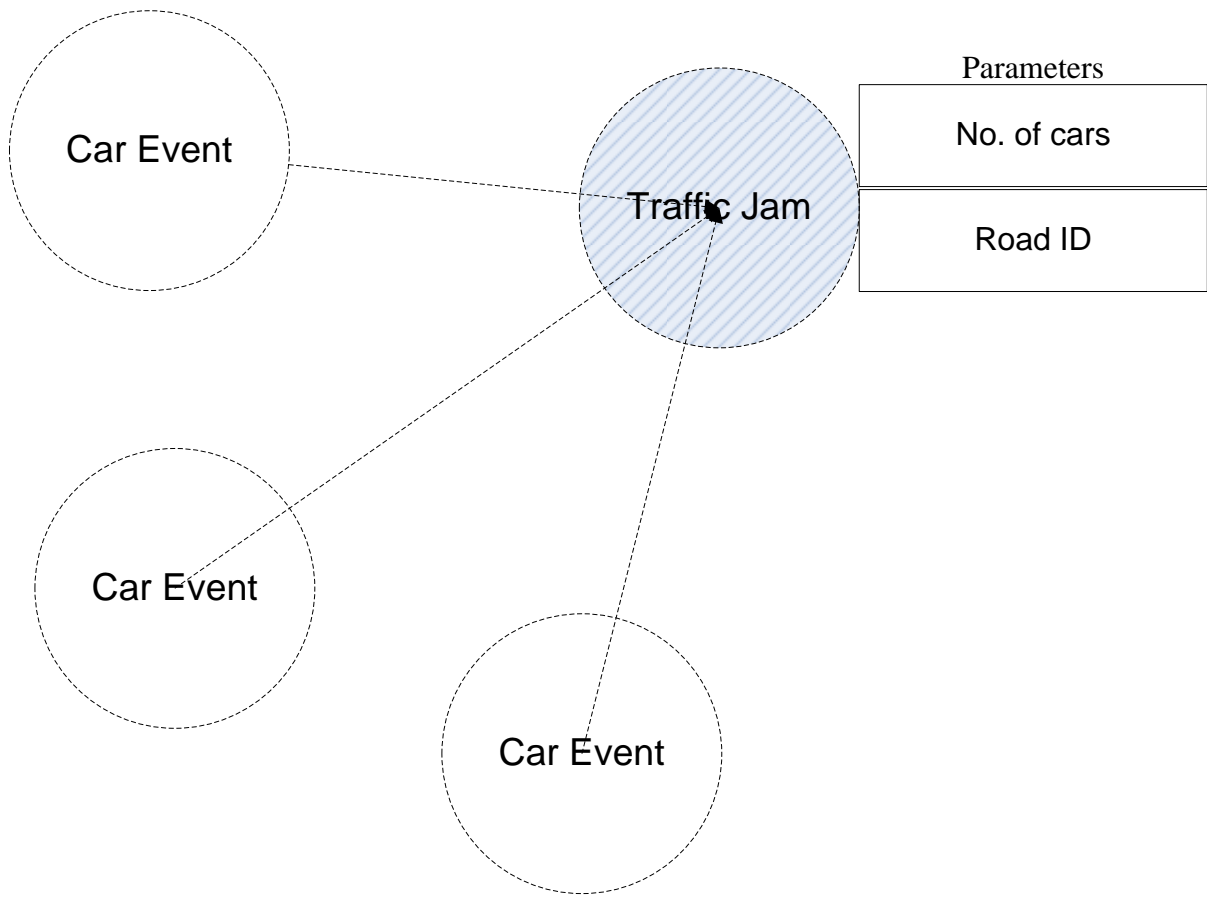 Parameters
Car Event
No. of cars
Traffic Jam
Road ID
Car Event
Car Event